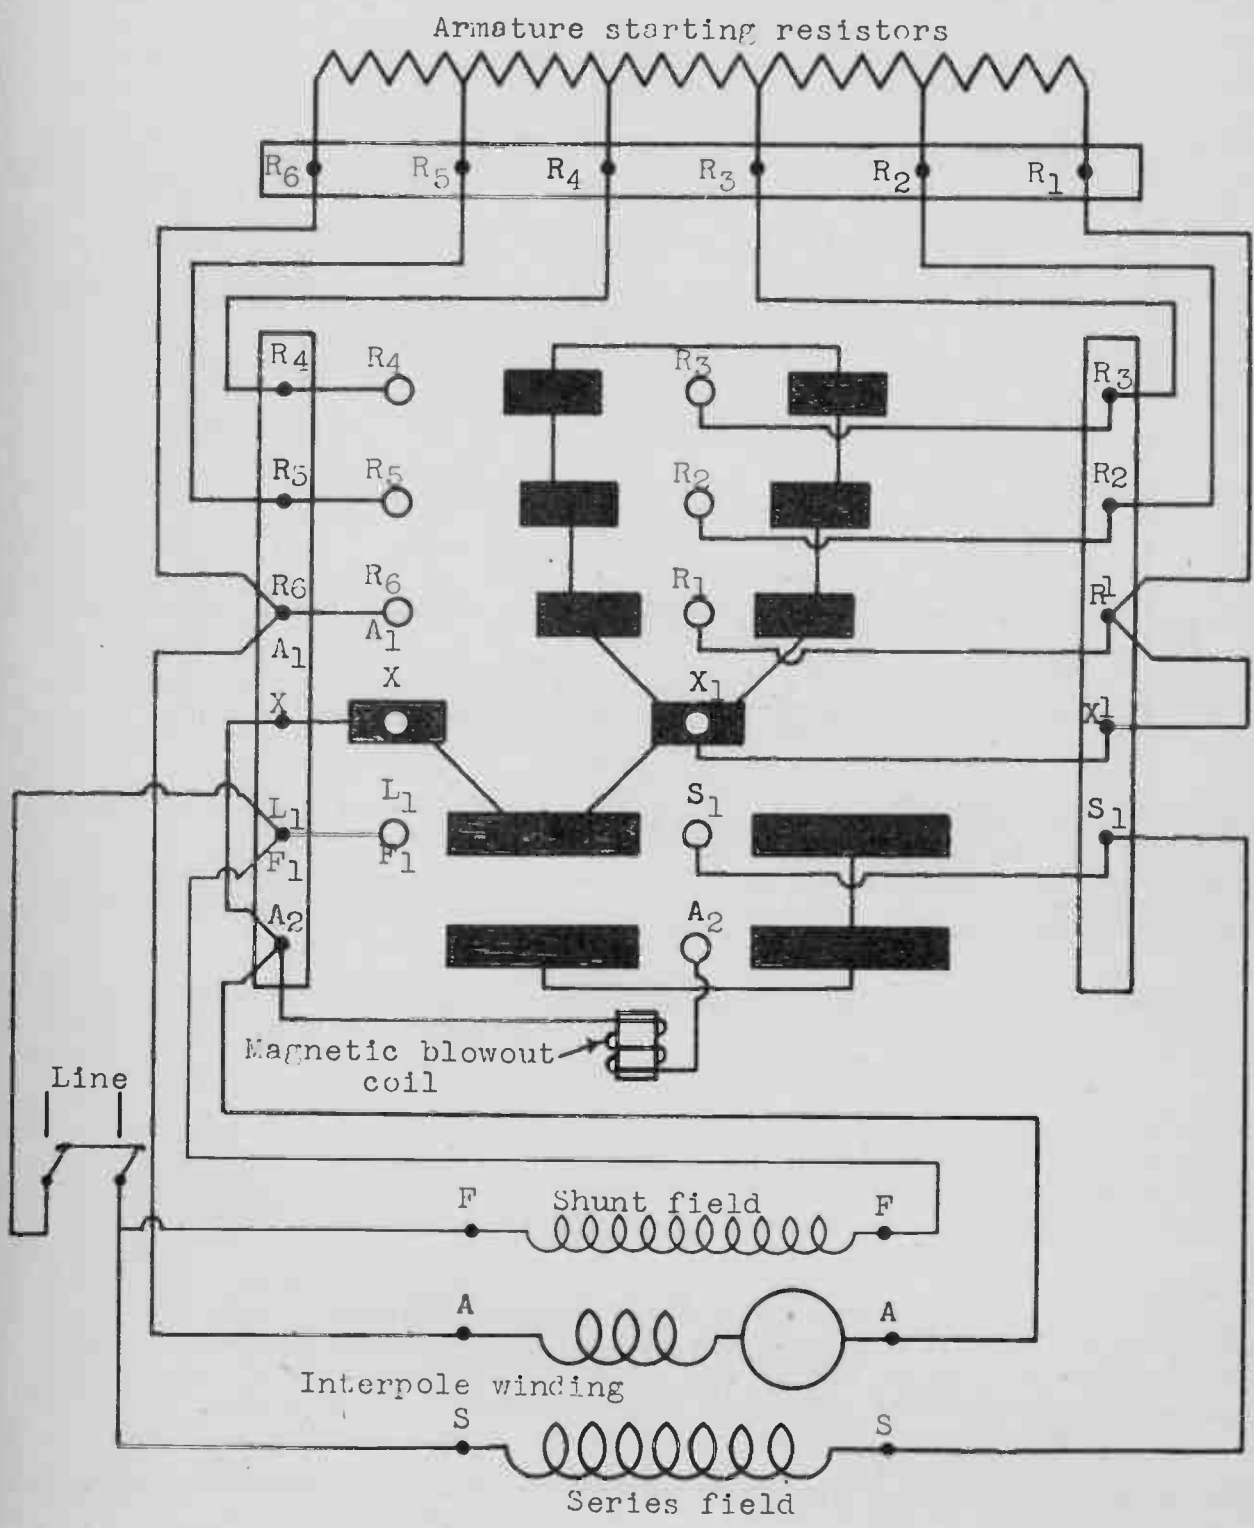 Armature starting resistors
R6 R5 R4 R3 R2 R1
R4 R4 R3 R3
R5 R5 R2 R2
R6 R6 R1 R1
A1 A1
X X X1 X1
L1 L1 S1 S1
F1 F1
A2 A2
Magnetic blowout
coil
Line
F Shunt field F
A A
Interpole winding
S S
Series field